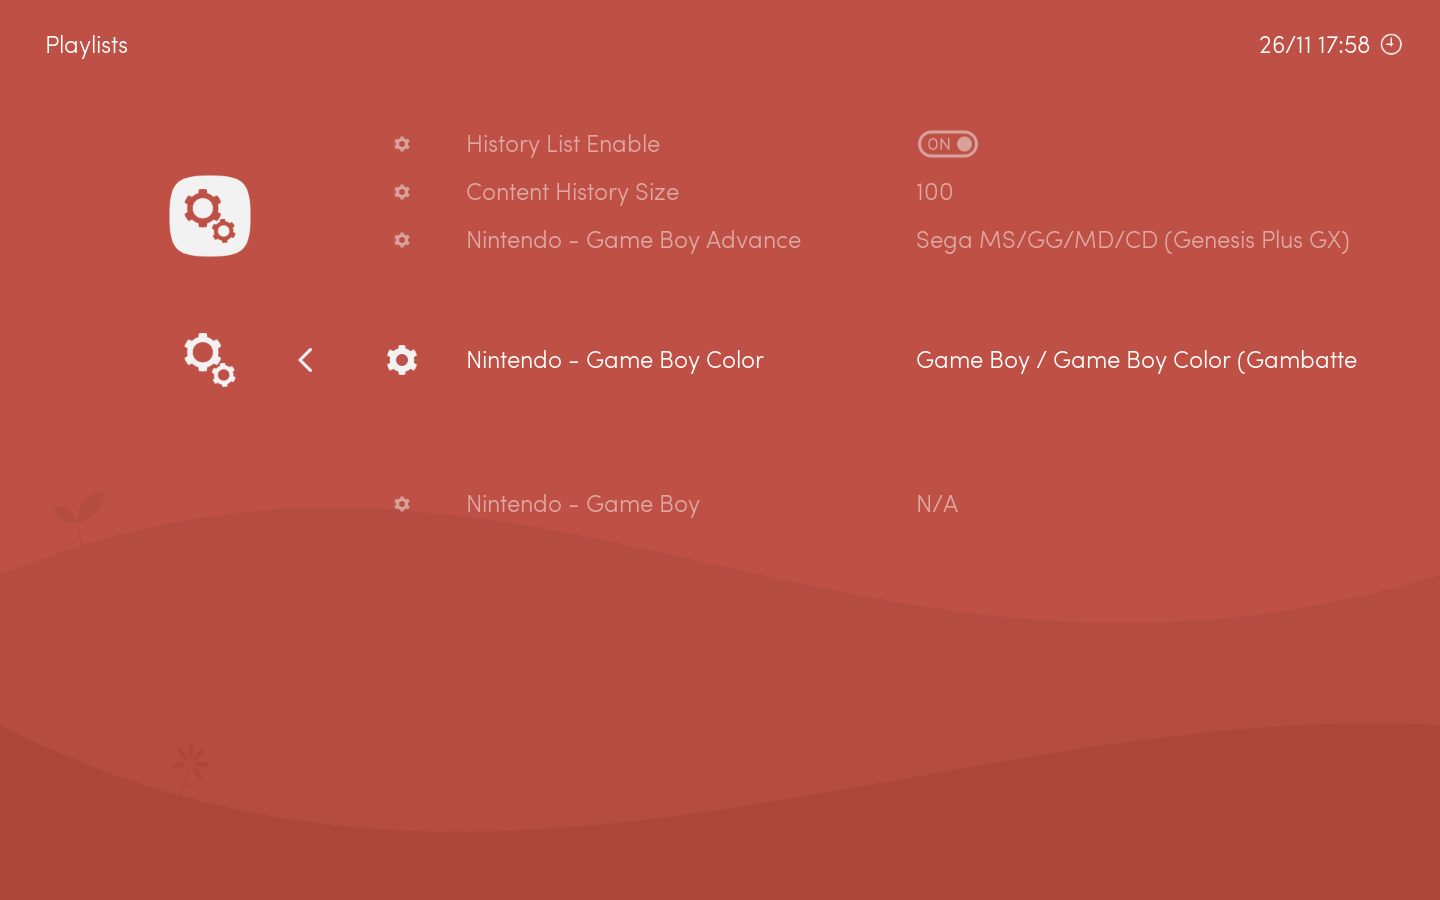 Playlists
26/11 17:58
History List Enable ON
Content History Size 100
Nintendo - Game Boy Advance Sega MS/GG/MD/CD (Genesis Plus GX)
Nintendo - Game Boy Color Game Boy / Game Boy Color (Gambatte
Nintendo - Game Boy N/A